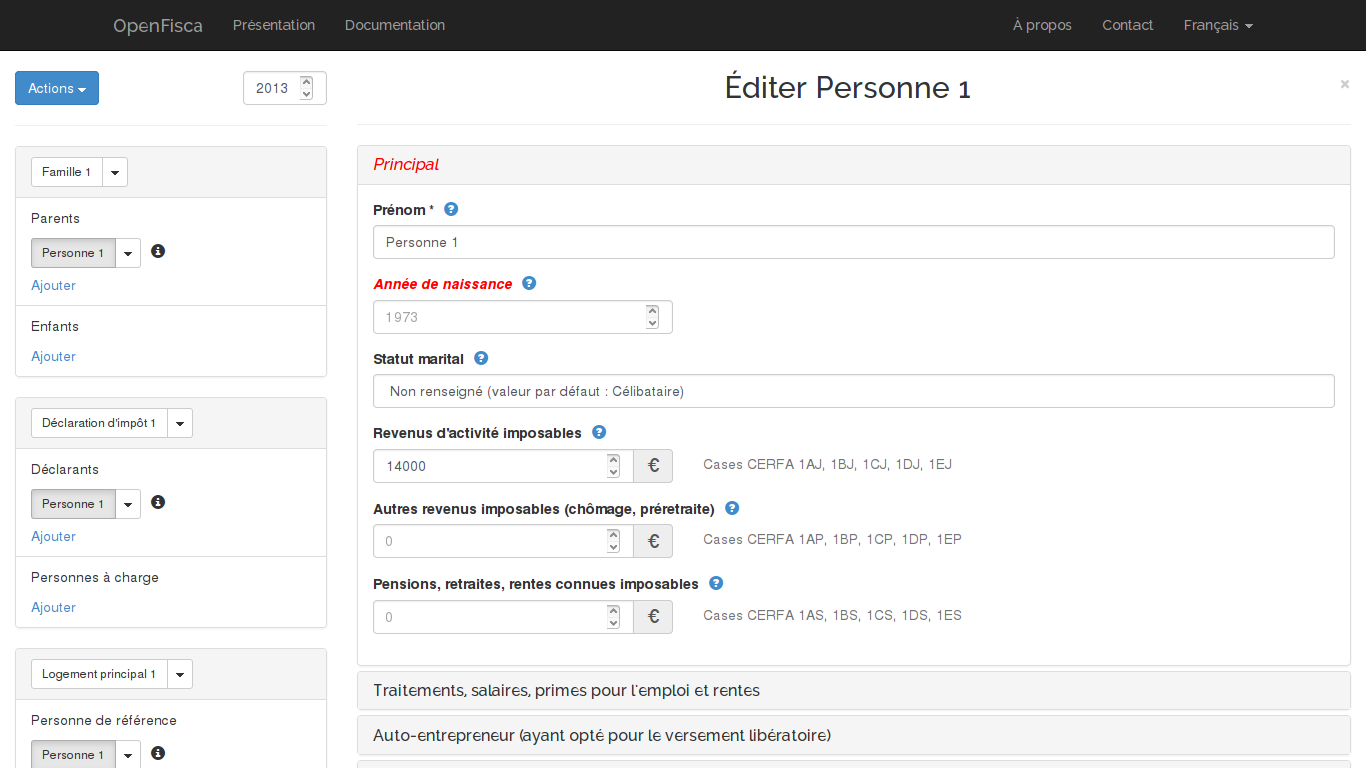 OpenFisca Présentation Documentation À propos Contact Français
Actions 2013
Éditer Personne 1 ×
Famille 1
Parents
Personne 1
Ajouter
Enfants
Ajouter
Déclaration d'impôt 1
Déclarants
Personne 1
Ajouter
Personnes à charge
Ajouter
Logement principal 1
Personne de référence
Personne 1
Principal
Prénom *
Personne 1
Année de naissance
1973
Statut marital
Non renseigné (valeur par défaut : Célibataire)
Revenus d'activité imposables
14000 € Cases CERFA 1AJ, 1BJ, 1CJ, 1DJ, 1EJ
Autres revenus imposables (chômage, préretraite)
0 € Cases CERFA 1AP, 1BP, 1CP, 1DP, 1EP
Pensions, retraites, rentes connues imposables
0 € Cases CERFA 1AS, 1BS, 1CS, 1DS, 1ES
Traitements, salaires, primes pour l'emploi et rentes
Auto-entrepreneur (ayant opté pour le versement libératoire)